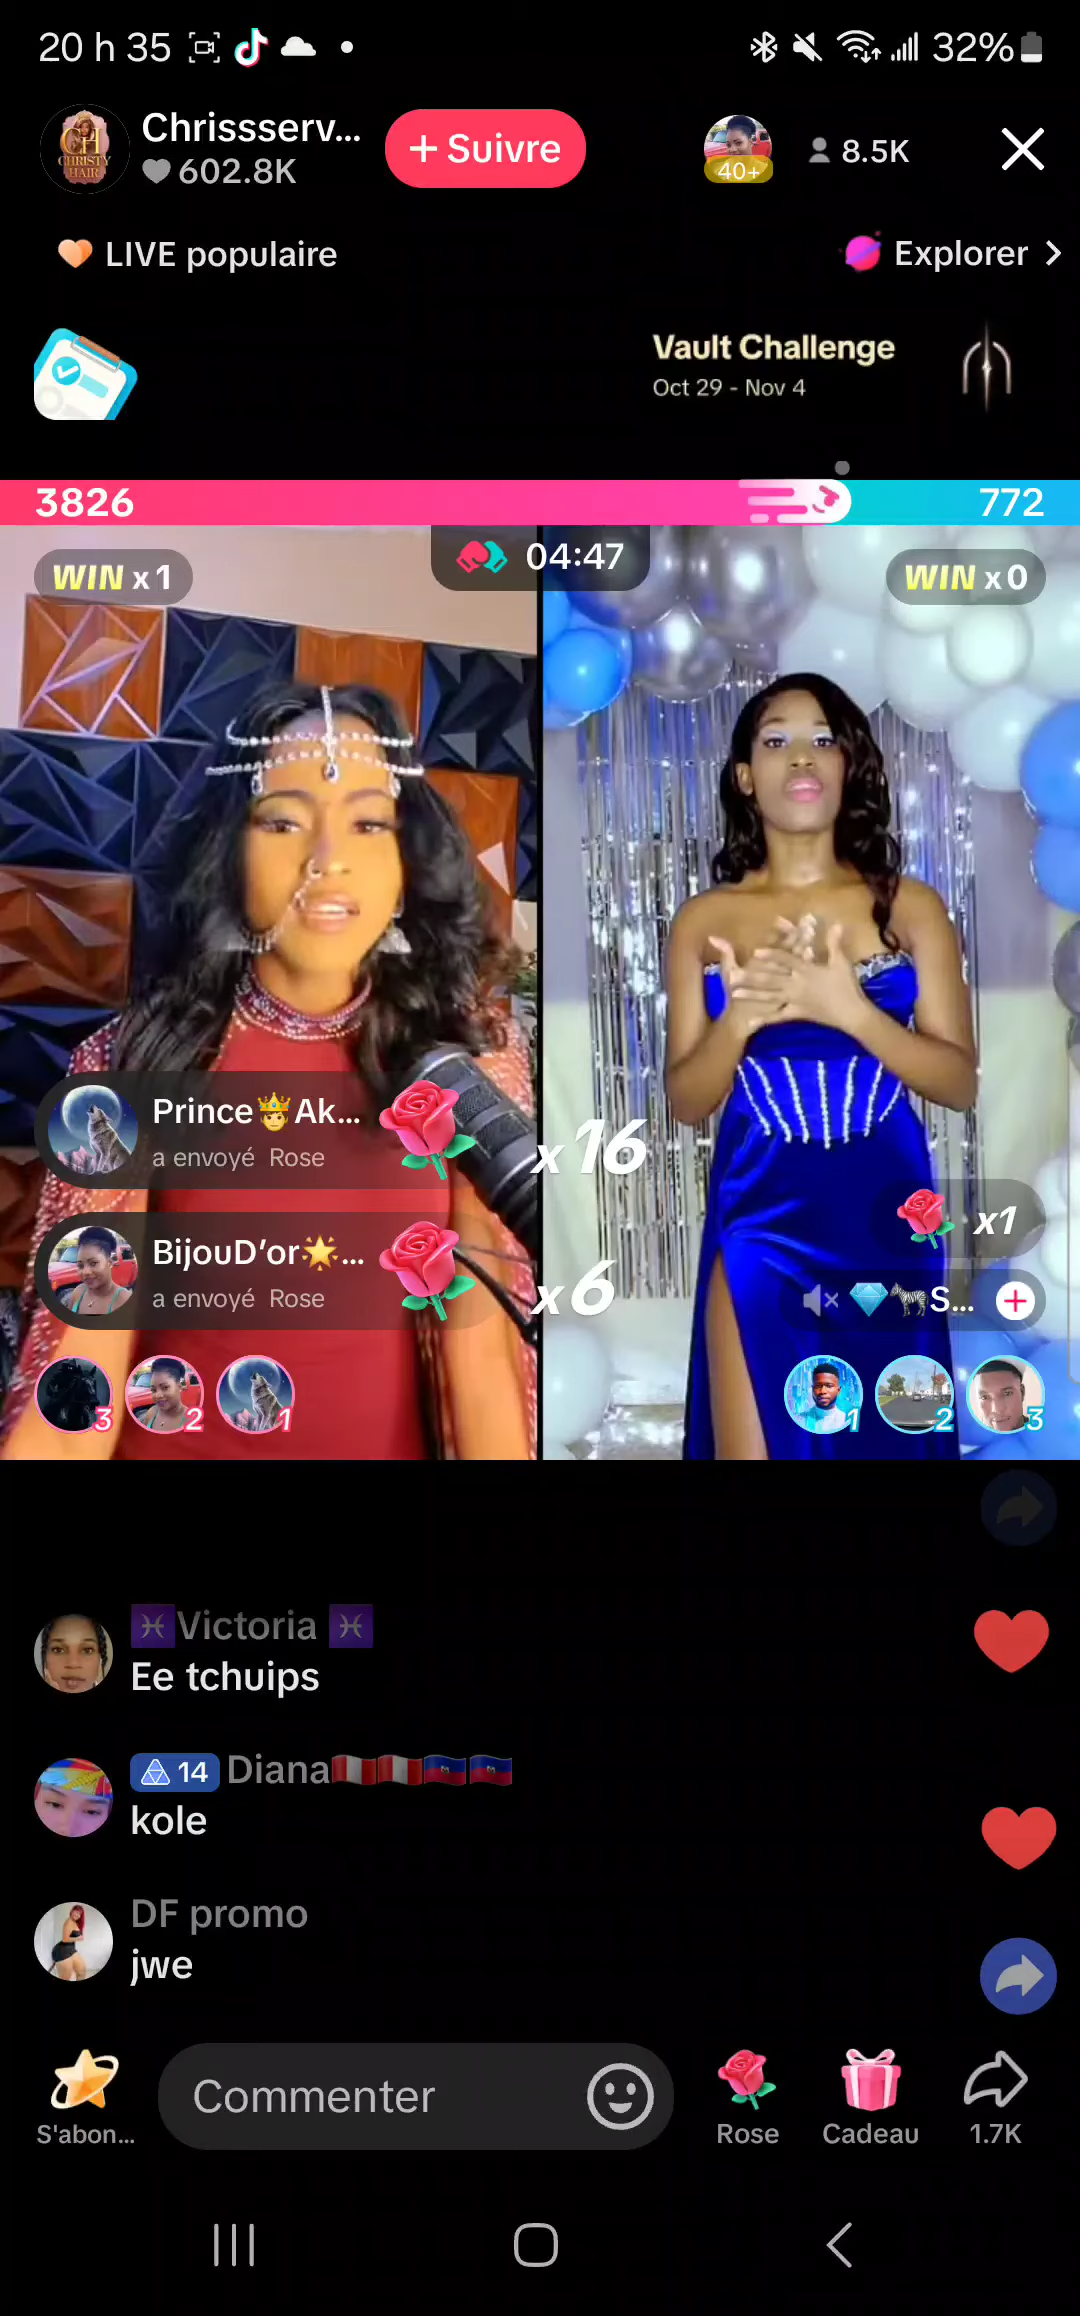 20 h 35
32%
Chrissserv...
602.8K
+ Suivre
40+
8.5K
CH
CHRISTY
HAIR
LIVE populaire
Explorer
Vault Challenge
Oct 29 - Nov 4
3826
772
WIN x 1
04:47
WIN x 0
Prince🤴Ak...
a envoyé Rose
x16
BijouD’or🌟...
a envoyé Rose
x6
x1
💎🦓S...
3
2
1
1
2
3
♓Victoria ♓
Ee tchuips
14 Diana🇵🇪🇵🇪🇭🇹🇭🇹
kole
DF promo
jwe
S'abon...
Commenter
Rose
Cadeau
1.7K